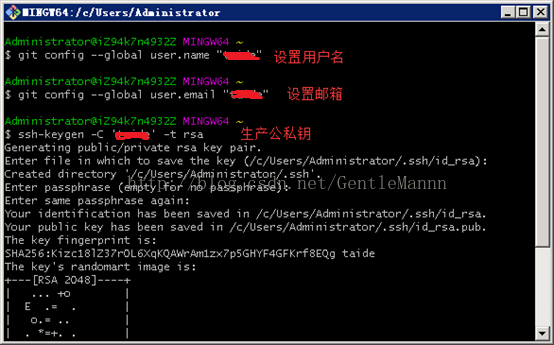 MINGW64:/c/Users/Administrator
Administrator@iZ94k7n4932Z MINGW64 ~
$ git config --global user.name "      " 设置用户名
Administrator@iZ94k7n4932Z MINGW64 ~
$ git config --global user.email "      " 设置邮箱
Administrator@iZ94k7n4932Z MINGW64 ~
$ ssh-keygen -C '      ' -t rsa 生产公私钥
Generating public/private rsa key pair.
Enter file in which to save the key (/c/Users/Administrator/.ssh/id_rsa):
Created directory '/c/Users/Administrator/.ssh'.
Enter passphrase (empty for no passphrase):
http://blog.csdn.net/GentleMannn
Enter same passphrase again:
Your identification has been saved in /c/Users/Administrator/.ssh/id_rsa.
Your public key has been saved in /c/Users/Administrator/.ssh/id_rsa.pub.
The key fingerprint is:
SHA256:Kizc18lZ37rOL6XqKQAWrAm1zx7p5GHYF4GFKrf8EQg taide
The key's randomart image is:
+---[RSA 2048]----+
|   ... +o        |
|  E  .=  .       |
|   o.= ..        |
|  . *=+. .       |